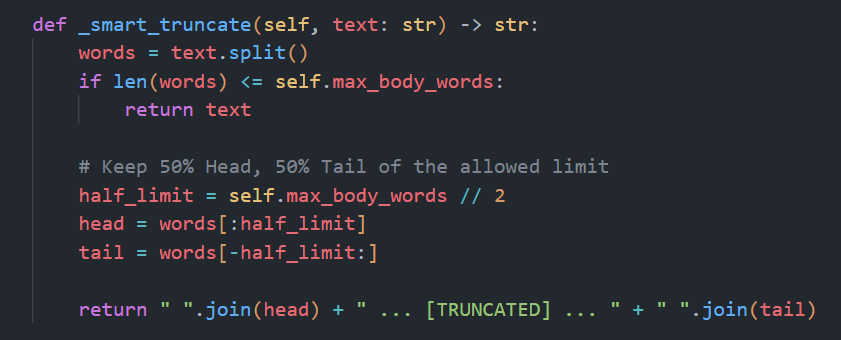 def _smart_truncate(self, text: str) -> str:
    words = text.split()
    if len(words) <= self.max_body_words:
        return text

    # Keep 50% Head, 50% Tail of the allowed limit
    half_limit = self.max_body_words // 2
    head = words[:half_limit]
    tail = words[-half_limit:]

    return " ".join(head) + " ... [TRUNCATED] ... " + " ".join(tail)